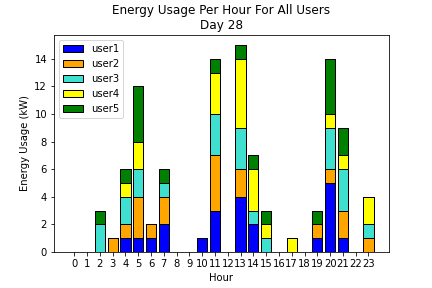 Energy Usage Per Hour For All Users
Day 28
user1
user2
user3
user4
user5
Energy Usage (kW)
14
12
10
8
6
4
2
0
0 1 2 3 4 5 6 7 8 9 10 11 12 13 14 15 16 17 18 19 20 21 22 23
Hour